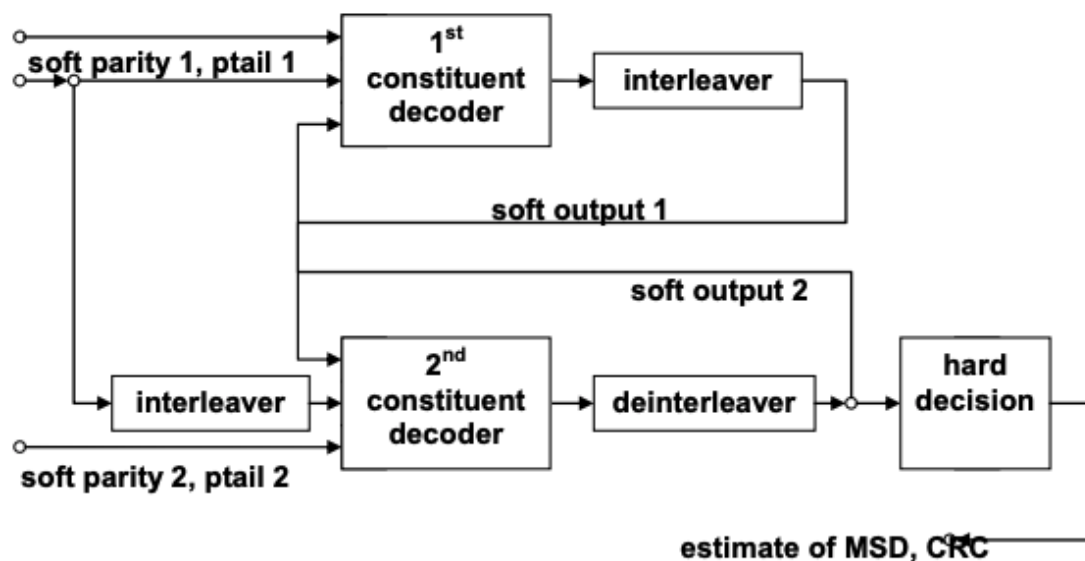 soft parity 1, ptail 1
1st
constituent
decoder
interleaver
soft output 1
soft output 2
interleaver
2nd
constituent
decoder
deinterleaver
hard
decision
soft parity 2, ptail 2
estimate of MSD, CRC